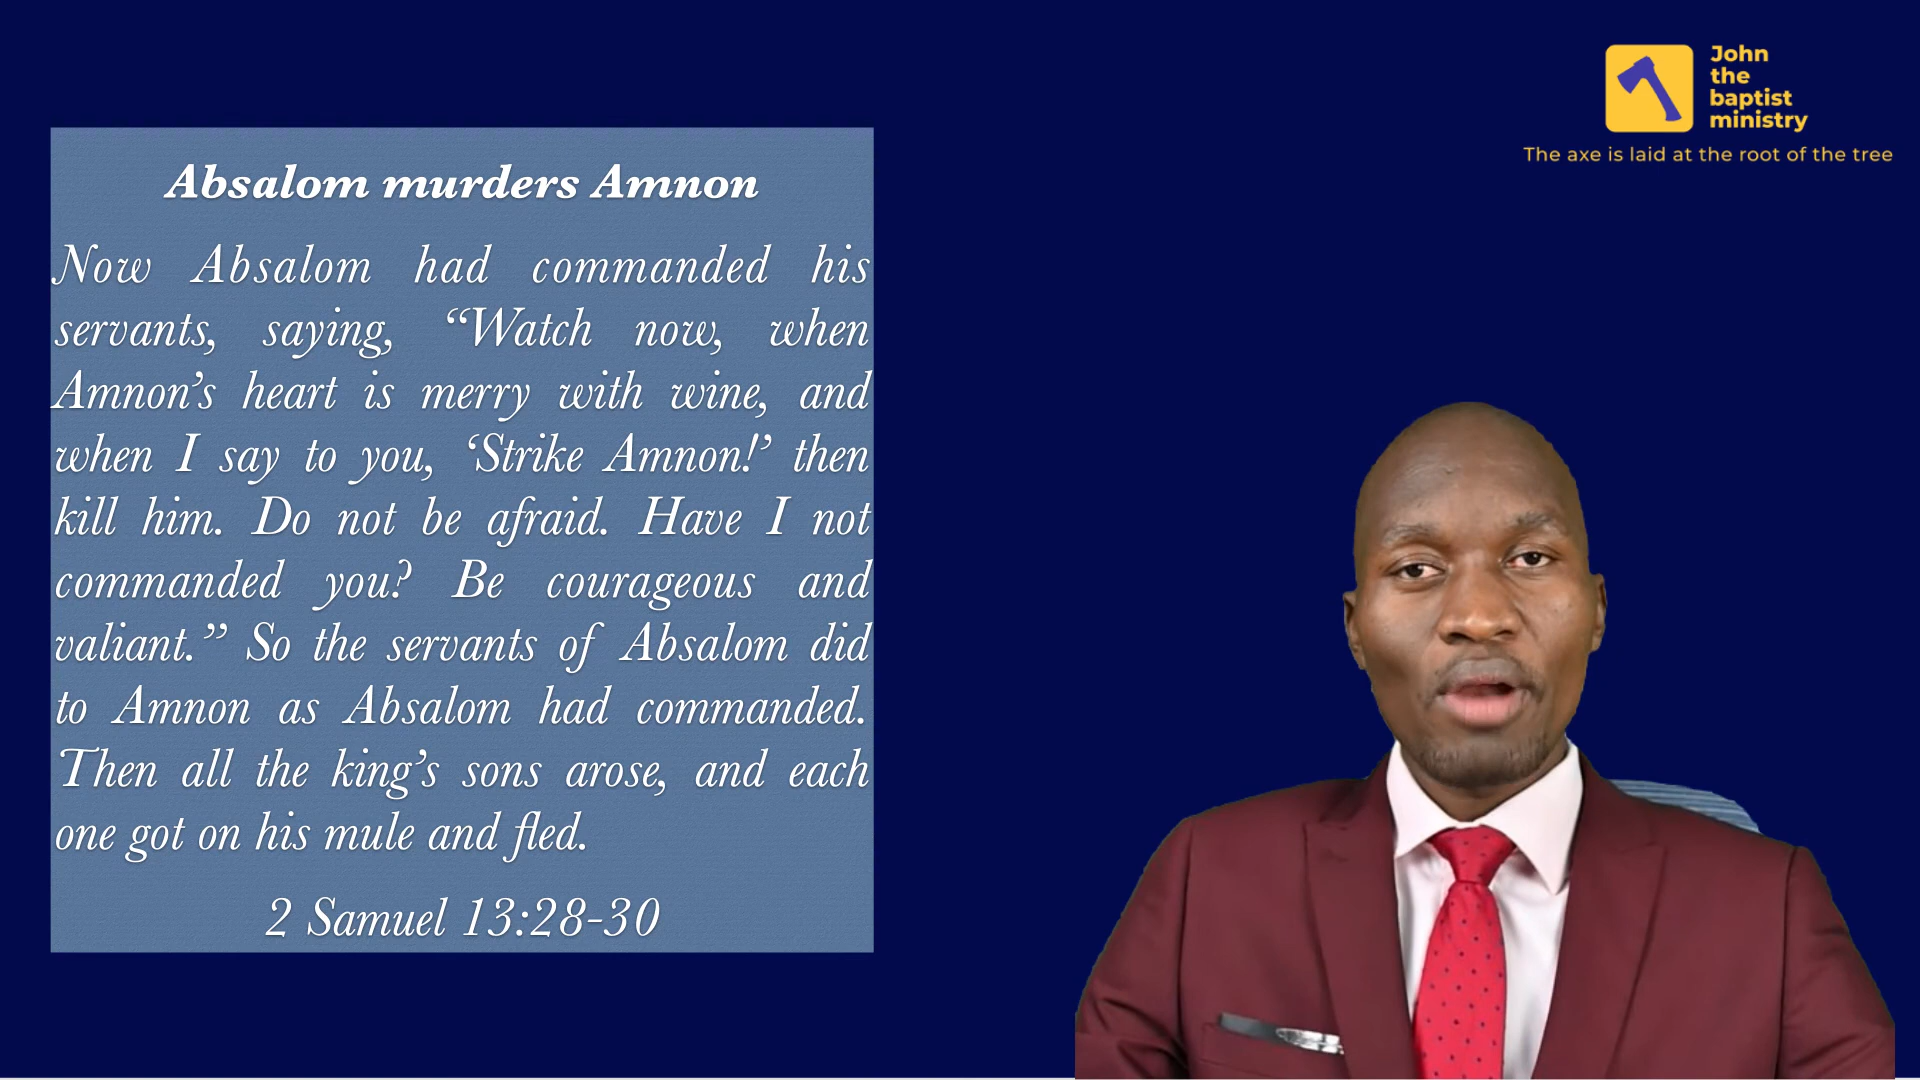 Absalom murders Amnon
Now Absalom had commanded his
servants, saying, “Watch now, when
Amnon’s heart is merry with wine, and
when I say to you, ‘Strike Amnon!’ then
kill him. Do not be afraid. Have I not
commanded you? Be courageous and
valiant.” So the servants of Absalom did
to Amnon as Absalom had commanded.
Then all the king’s sons arose, and each
one got on his mule and fled.
2 Samuel 13:28-30
John
the
baptist
ministry
The axe is laid at the root of the tree